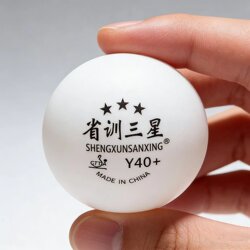 ★★★
省训三星
SHENGXUNSANXING®
Y40+
MADE IN CHINA